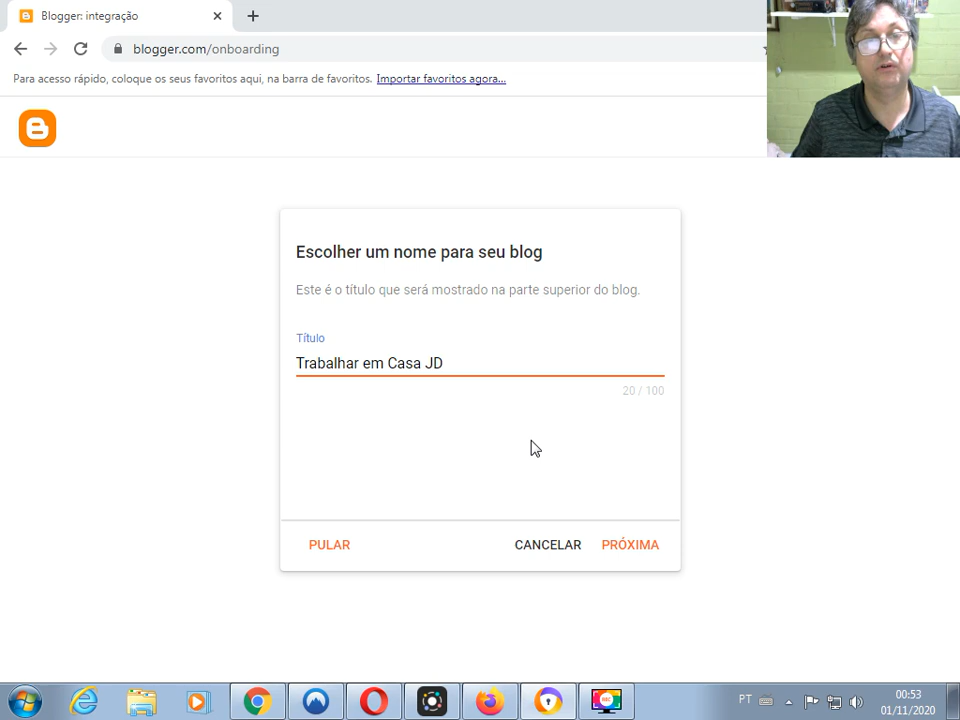 Blogger: integração
blogger.com/onboarding
Para acesso rápido, coloque os seus favoritos aqui, na barra de favoritos. Importar favoritos agora...
Escolher um nome para seu blog
Este é o título que será mostrado na parte superior do blog.
Título
Trabalhar em Casa JD
20 / 100
PULAR
CANCELAR
PRÓXIMA
PT
00:53
01/11/2020